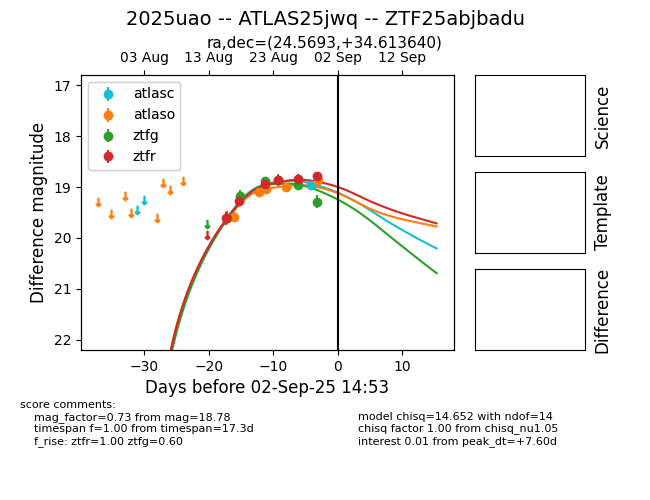 2025uao -- ATLAS25jwq -- ZTF25abjbadu
ra,dec=(24.5693,+34.613640)
03 Aug 13 Aug 23 Aug 02 Sep 12 Sep
atlasc
atlaso
ztfg
ztfr
17
18
19
20
21
22
Difference magnitude
−30 −20 −10 0 10
Days before 02-Sep-25 14:53
Science
Template
Difference
score comments:
mag_factor=0.73 from mag=18.78
timespan f=1.00 from timespan=17.3d
f_rise: ztfr=1.00 ztfg=0.60
model chisq=14.652 with ndof=14
chisq factor 1.00 from chisq_nu1.05
interest 0.01 from peak_dt=+7.60d